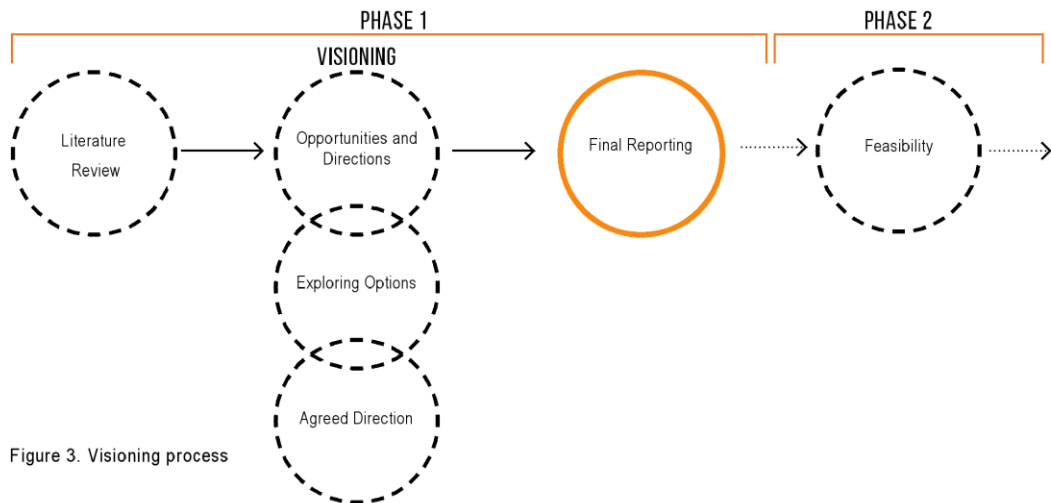 PHASE 1
PHASE 2
VISIONING
Literature
Review
Opportunities and
Directions
Final Reporting
Feasibility
Exploring Options
Agreed Direction
Figure 3. Visioning process